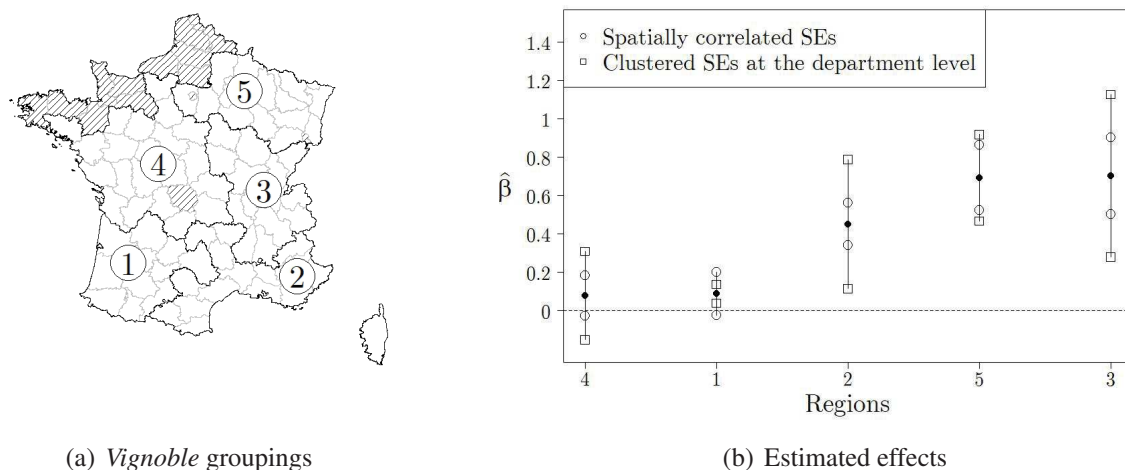 5
4
3
1
2
(a) Vignoble groupings
Spatially correlated SEs
Clustered SEs at the department level
1.4
1.2
1
0.8
0.6
0.4
0.2
0
β̂
4 1 2 5 3
Regions
(b) Estimated effects